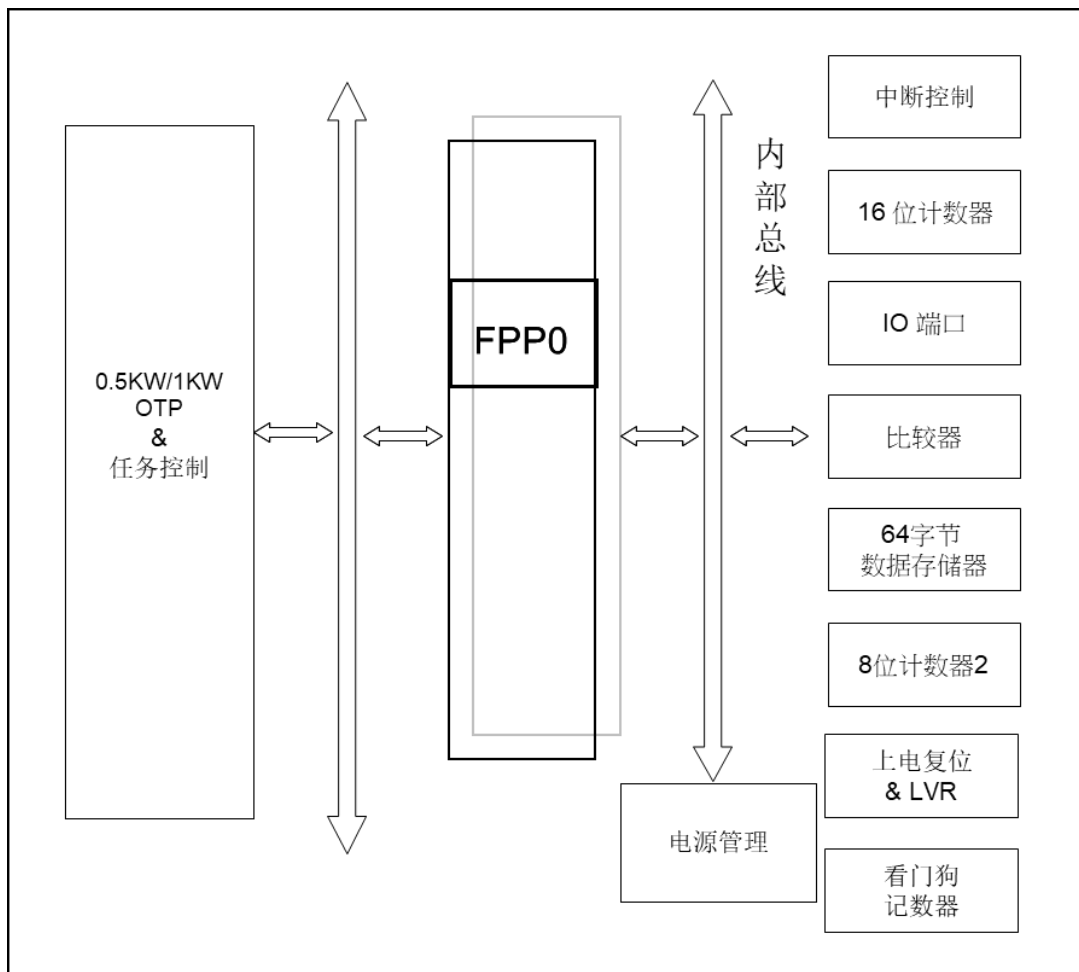 0.5KW/1KW
OTP
&
任务控制
FPP0
内部总线
中断控制
16 位计数器
IO 端口
比较器
64字节
数据存储器
8位计数器2
上电复位
& LVR
电源管理
看门狗
记数器